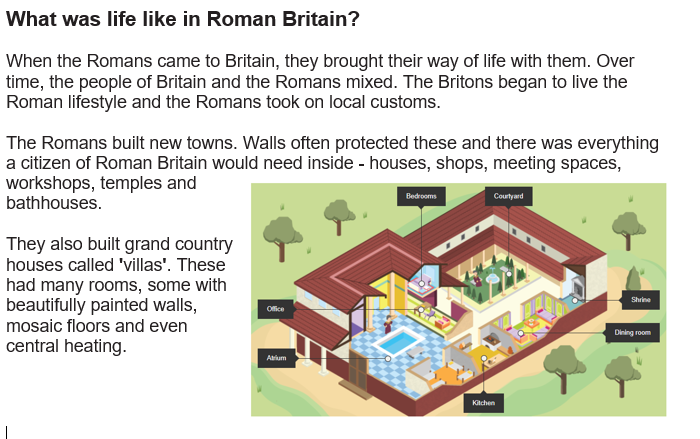 What was life like in Roman Britain?
When the Romans came to Britain, they brought their way of life with them. Over
time, the people of Britain and the Romans mixed. The Britons began to live the
Roman lifestyle and the Romans took on local customs.
The Romans built new towns. Walls often protected these and there was everything
a citizen of Roman Britain would need inside - houses, shops, meeting spaces,
workshops, temples and
bathhouses.
They also built grand country
houses called 'villas'. These
had many rooms, some with
beautifully painted walls,
mosaic floors and even
central heating.
Bedrooms
Courtyard
Office
Shrine
Dining room
Atrium
Kitchen